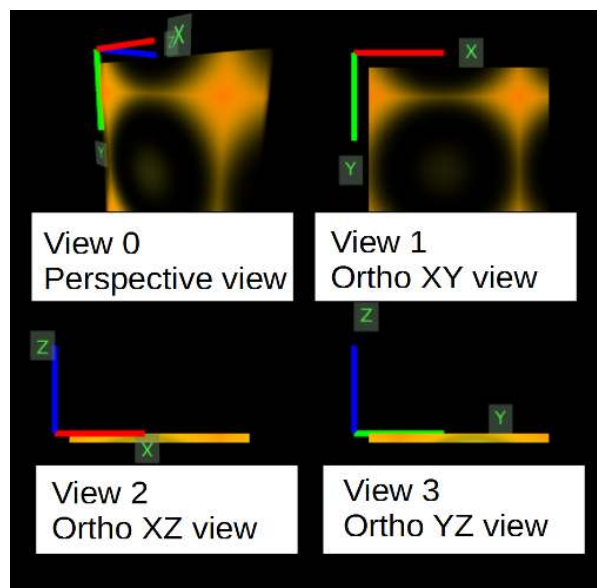 X
Z
Y
View 0
Perspective view
X
Y
View 1
Ortho XY view
Z
X
View 2
Ortho XZ view
Z
Y
View 3
Ortho YZ view